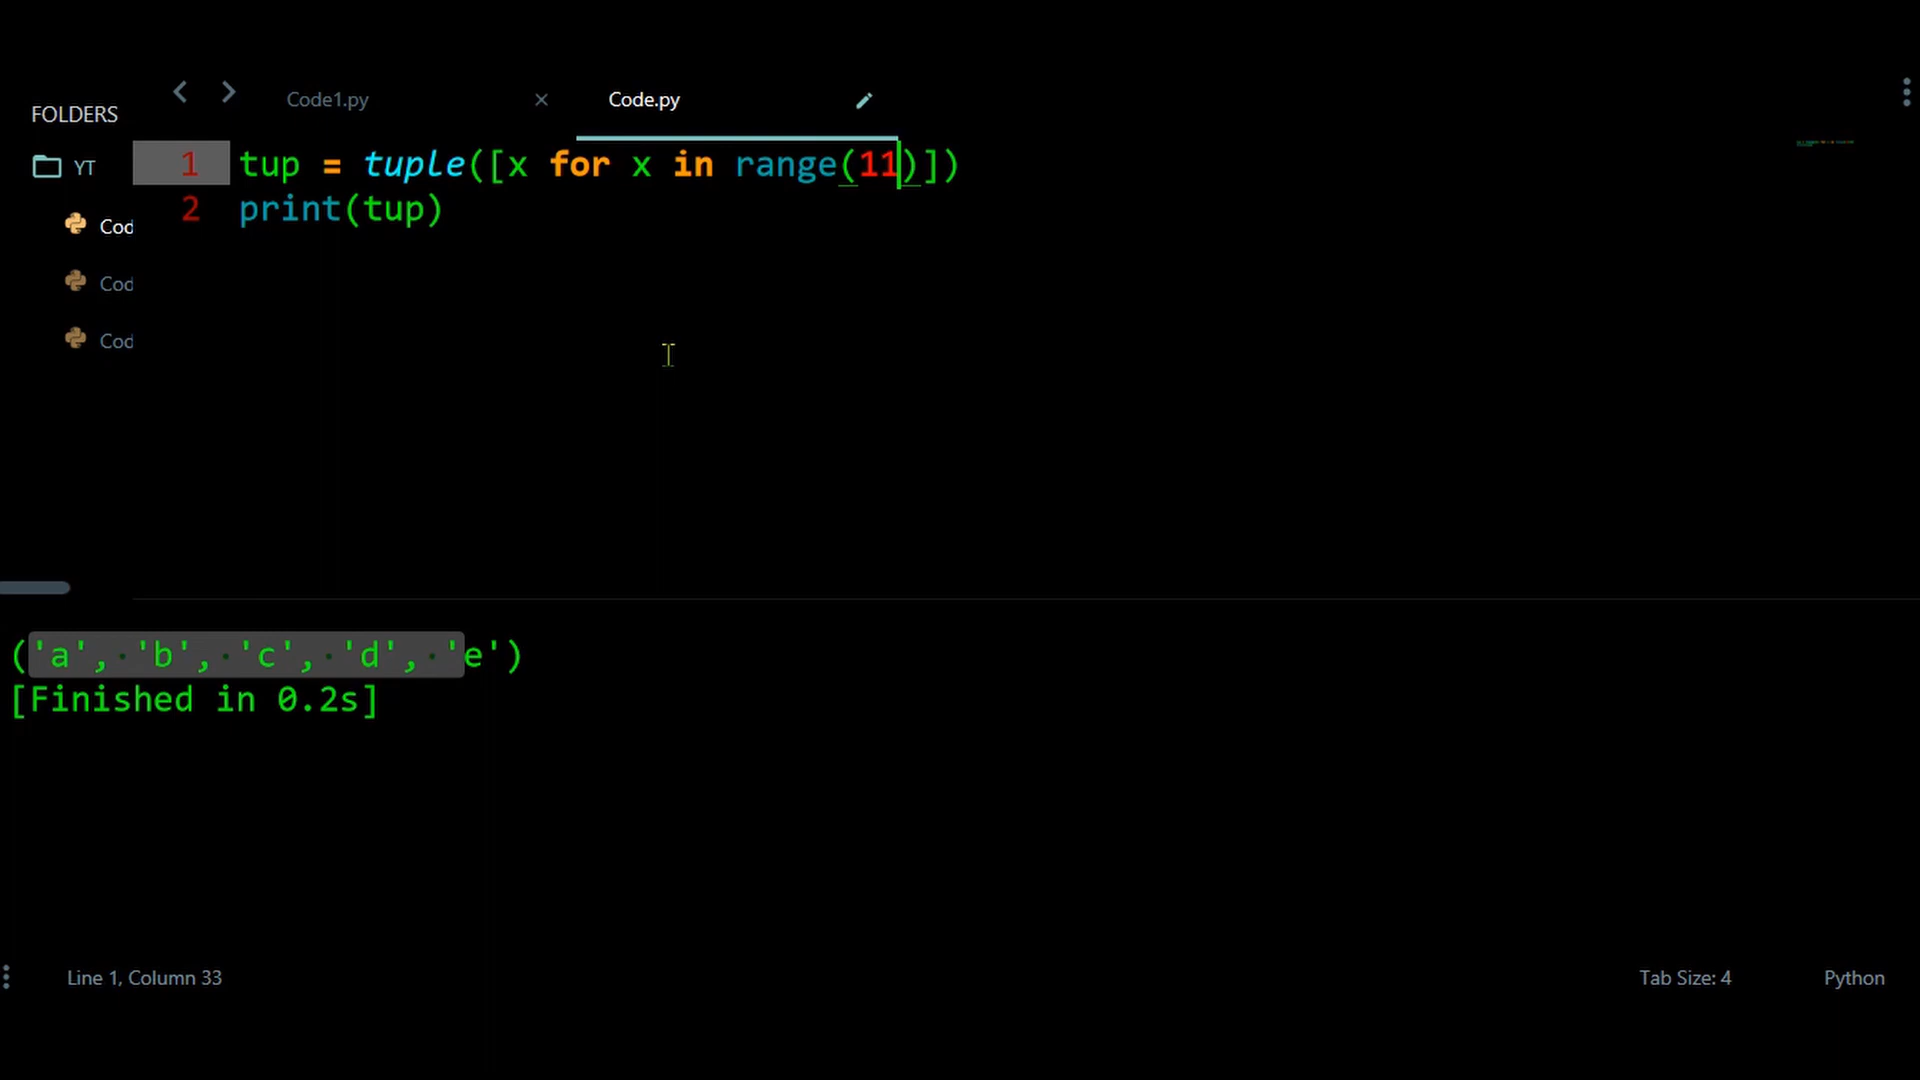 FOLDERS
YT
Cod
Cod
Cod
Code1.py
Code.py
1 tup = tuple([x for x in range(11)])
2 print(tup)
('a', 'b', 'c', 'd', 'e')
[Finished in 0.2s]
Line 1, Column 33
Tab Size: 4
Python